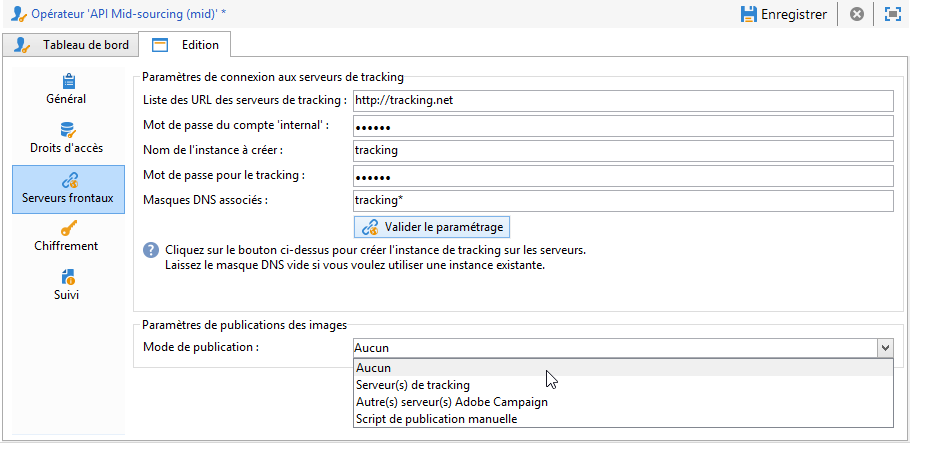 Opérateur 'API Mid-sourcing (mid)' *
Enregistrer
Tableau de bord
Edition
Général
Droits d'accès
Serveurs frontaux
Chiffrement
Suivi
Paramètres de connexion aux serveurs de tracking
Liste des URL des serveurs de tracking : http://tracking.net
Mot de passe du compte 'internal' : ••••••
Nom de l'instance à créer : tracking
Mot de passe pour le tracking : ••••••
Masques DNS associés : tracking*
Valider le paramétrage
? Cliquez sur le bouton ci-dessus pour créer l'instance de tracking sur les serveurs.
Laissez le masque DNS vide si vous voulez utiliser une instance existante.
Paramètres de publications des images
Mode de publication : Aucun
Aucun
Serveur(s) de tracking
Autre(s) serveur(s) Adobe Campaign
Script de publication manuelle